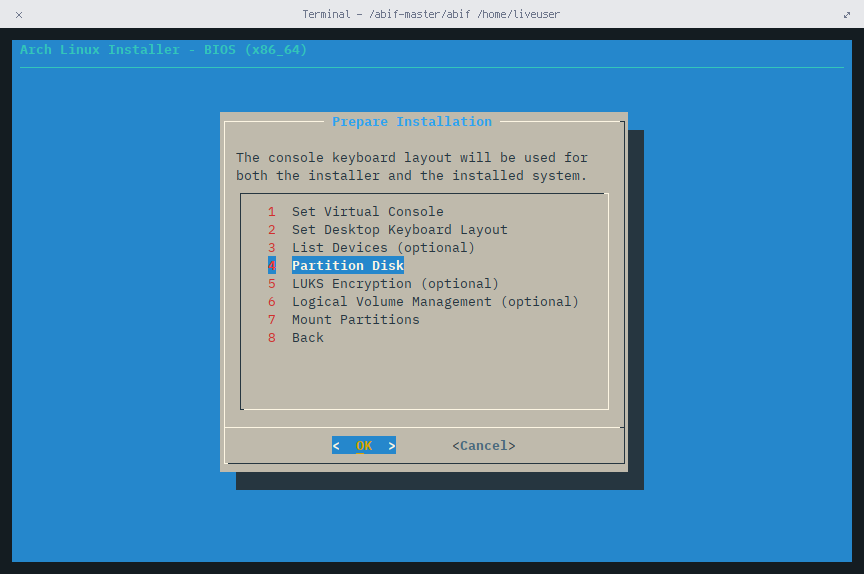 Terminal - /abif-master/abif /home/liveuser
Arch Linux Installer - BIOS (x86_64)
Prepare Installation
The console keyboard layout will be used for
both the installer and the installed system.
1 Set Virtual Console
2 Set Desktop Keyboard Layout
3 List Devices (optional)
4 Partition Disk
5 LUKS Encryption (optional)
6 Logical Volume Management (optional)
7 Mount Partitions
8 Back
< OK > <Cancel>